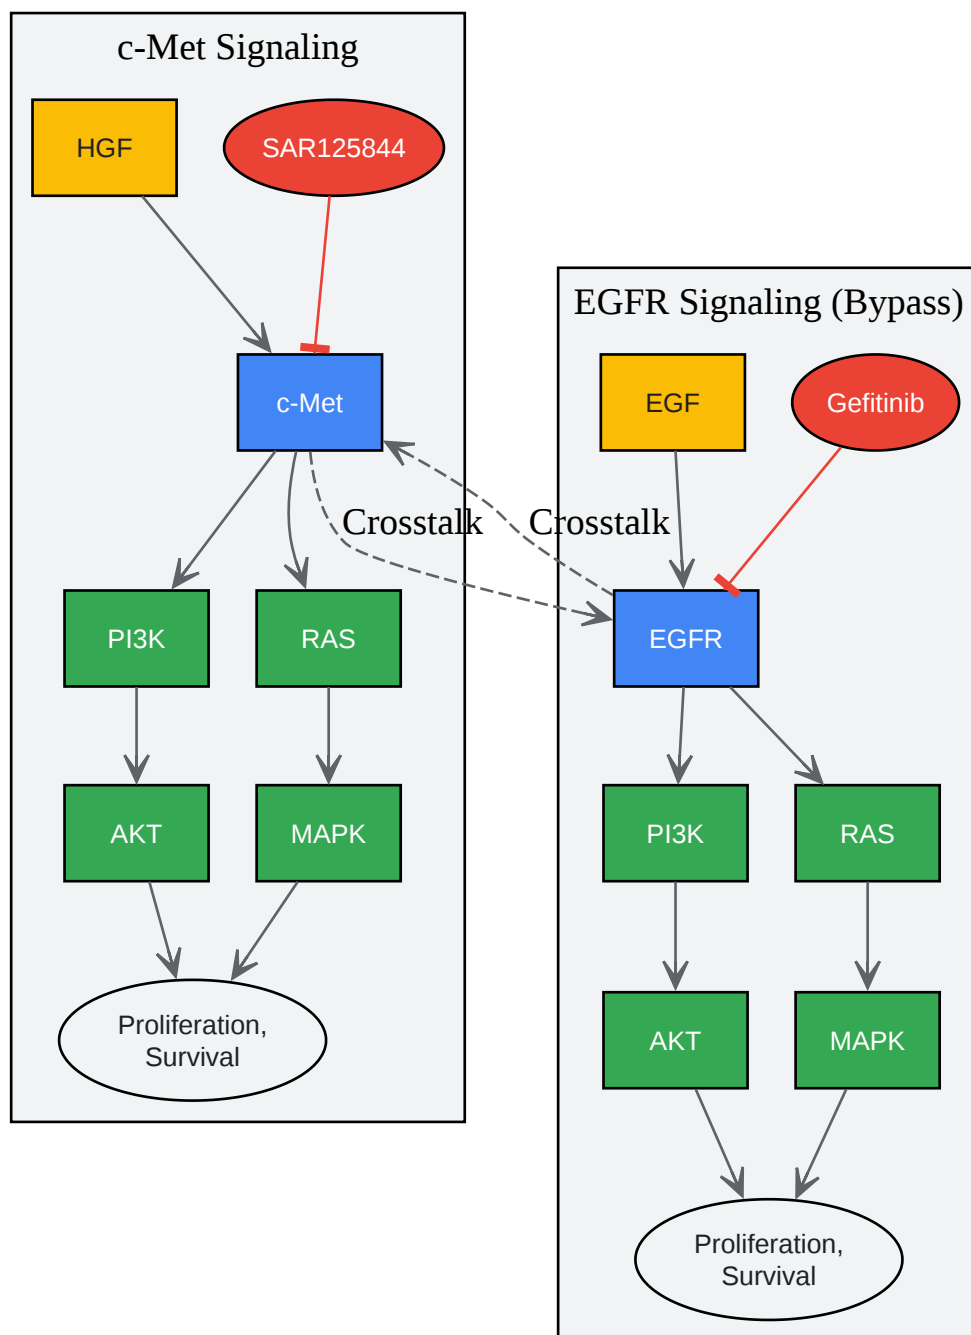 c-Met Signaling
HGF
SAR125844
c-Met
Crosstalk
PI3K
RAS
AKT
MAPK
Proliferation,
Survival
EGFR Signaling (Bypass)
EGF
Gefitinib
Crosstalk
EGFR
PI3K
RAS
AKT
MAPK
Proliferation,
Survival